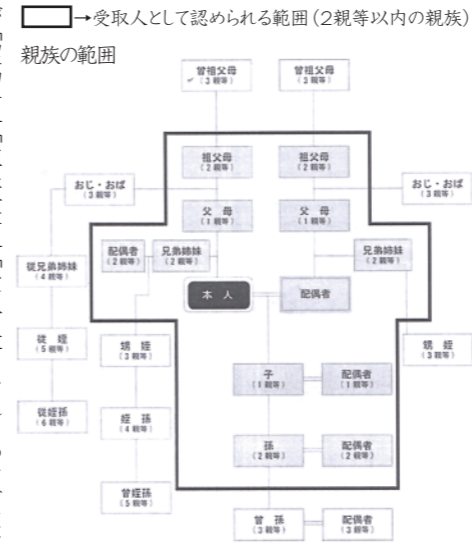 →受取人として認められる範囲(2親等以内の親族)
親族の範囲
曾祖父母
(3親等)
曾祖父母
(3親等)
祖父母
(2親等)
祖父母
(2親等)
おじ・おば
(3親等)
おじ・おば
(3親等)
父 母
(1親等)
父 母
(1親等)
配偶者
(2親等)
兄弟姉妹
(2親等)
兄弟姉妹
(2親等)
従兄弟姉妹
(4親等)
本 人
配偶者
従 姪
(5親等)
甥 姪
(3親等)
甥 姪
(3親等)
子
(1親等)
配偶者
(1親等)
従姪孫
(6親等)
姪 孫
(4親等)
孫
(2親等)
配偶者
(2親等)
曾姪孫
(5親等)
曾 孫
(3親等)
配偶者
(3親等)